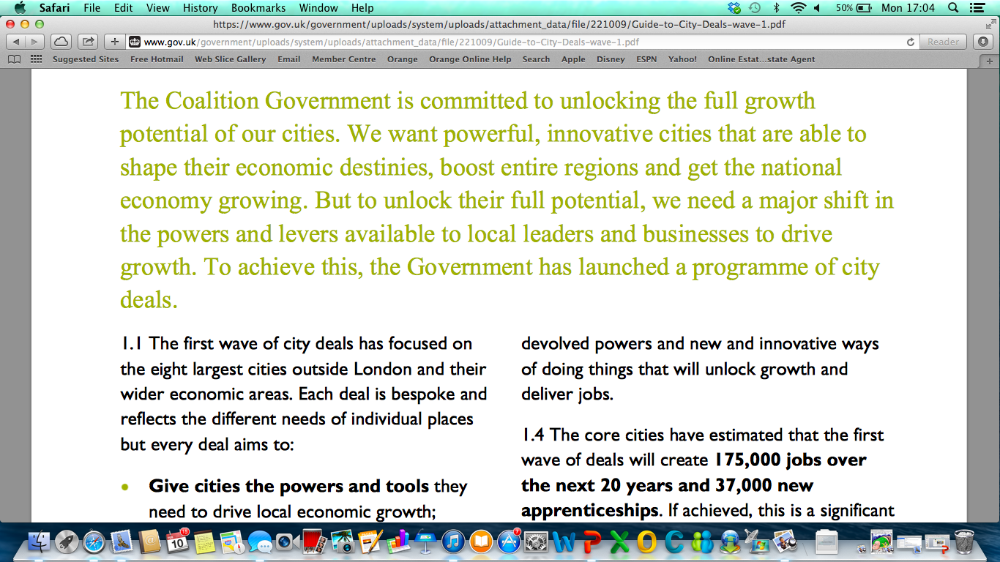 Safari File Edit View History Bookmarks Window Help 50% Mon 17:04
https://www.gov.uk/government/uploads/system/uploads/attachment_data/file/221009/Guide-to-City-Deals-wave-1.pdf
www.gov.uk/government/uploads/system/uploads/attachment_data/file/221009/Guide-to-City-Deals-wave-1.pdf Reader
Suggested Sites Free Hotmail Web Slice Gallery Email Member Centre Orange Orange Online Help Search Apple Disney ESPN Yahoo! Online Estat...state Agent
The Coalition Government is committed to unlocking the full growth
potential of our cities. We want powerful, innovative cities that are able to
shape their economic destinies, boost entire regions and get the national
economy growing. But to unlock their full potential, we need a major shift in
the powers and levers available to local leaders and businesses to drive
growth. To achieve this, the Government has launched a programme of city
deals.
1.1 The first wave of city deals has focused on
the eight largest cities outside London and their
wider economic areas. Each deal is bespoke and
reflects the different needs of individual places
but every deal aims to:
• Give cities the powers and tools they
need to drive local economic growth;
devolved powers and new and innovative ways
of doing things that will unlock growth and
deliver jobs.
1.4 The core cities have estimated that the first
wave of deals will create 175,000 jobs over
the next 20 years and 37,000 new
apprenticeships. If achieved, this is a significant
10
15
7